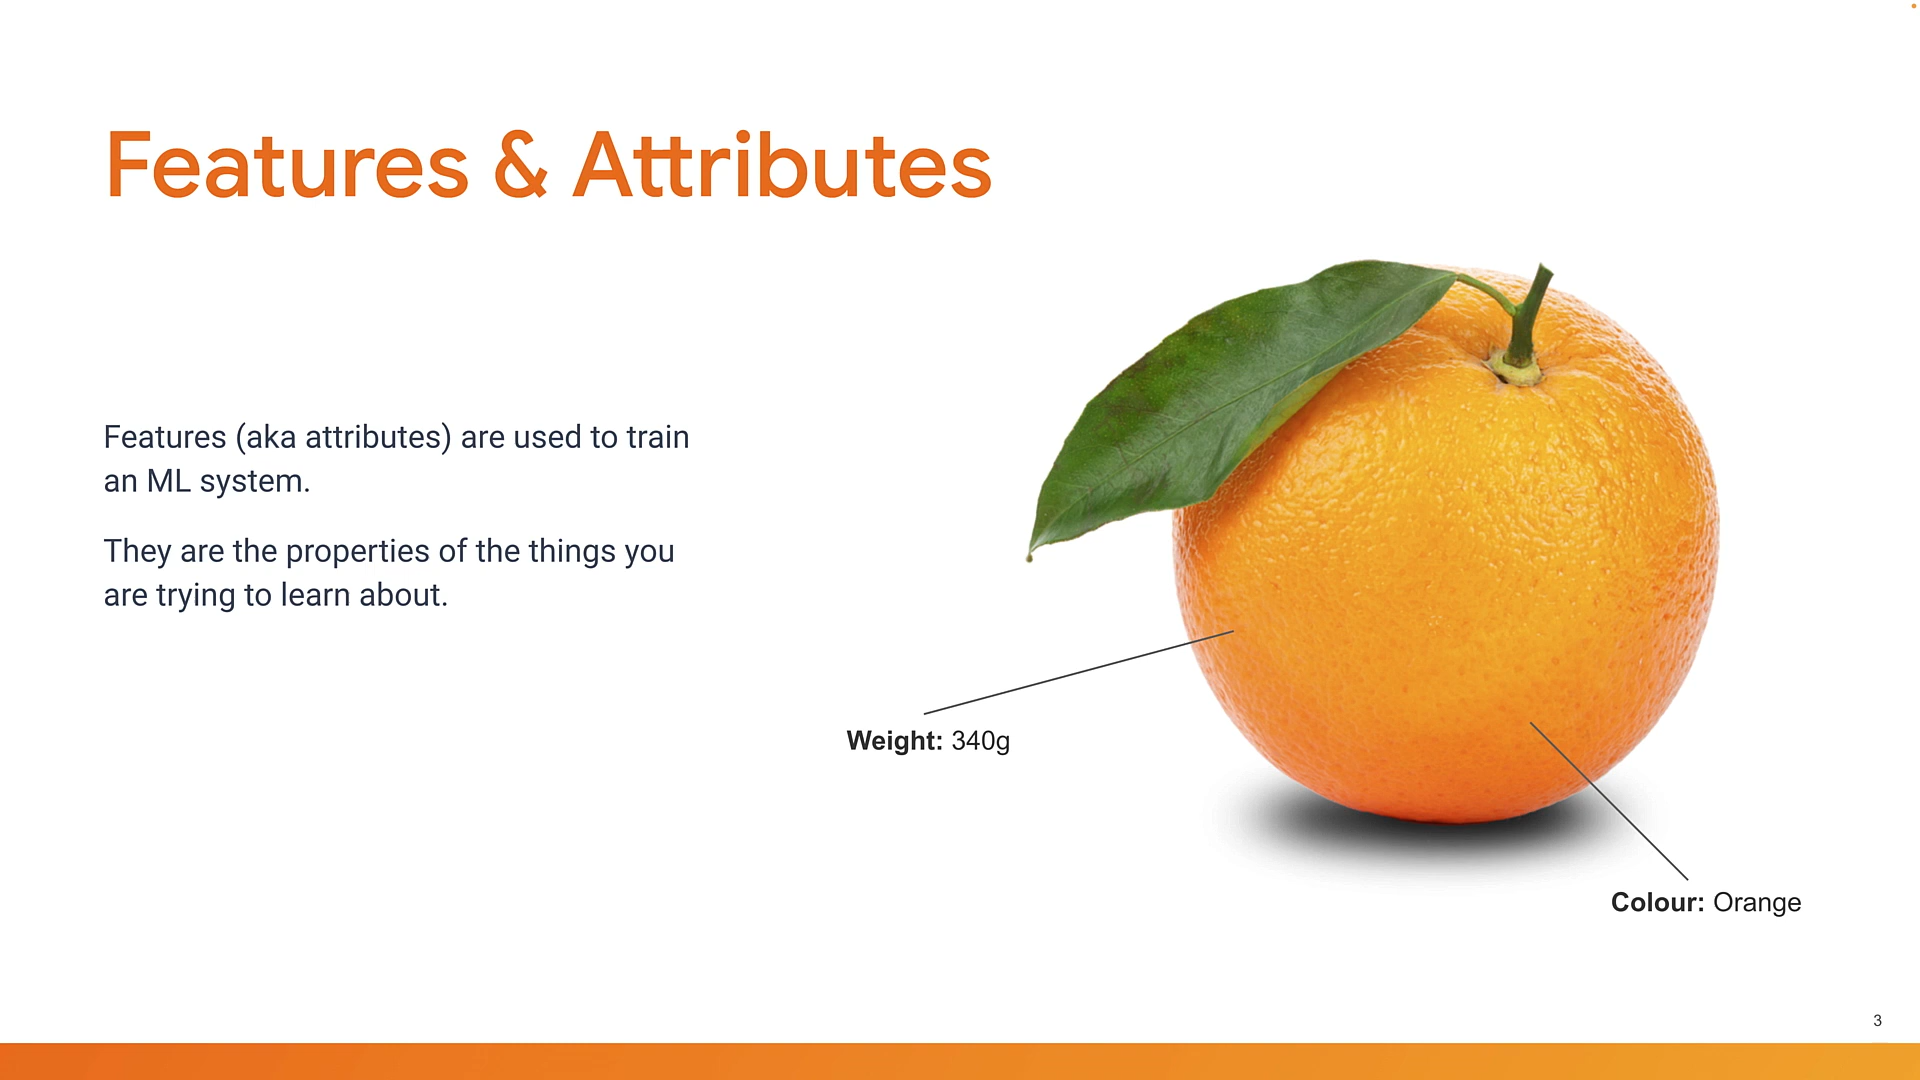 Features & Attributes
Features (aka attributes) are used to train
an ML system.
They are the properties of the things you
are trying to learn about.
Weight: 340g
Colour: Orange
3